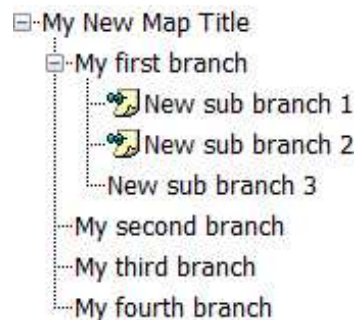 My New Map Title
My first branch
New sub branch 1
New sub branch 2
New sub branch 3
My second branch
My third branch
My fourth branch